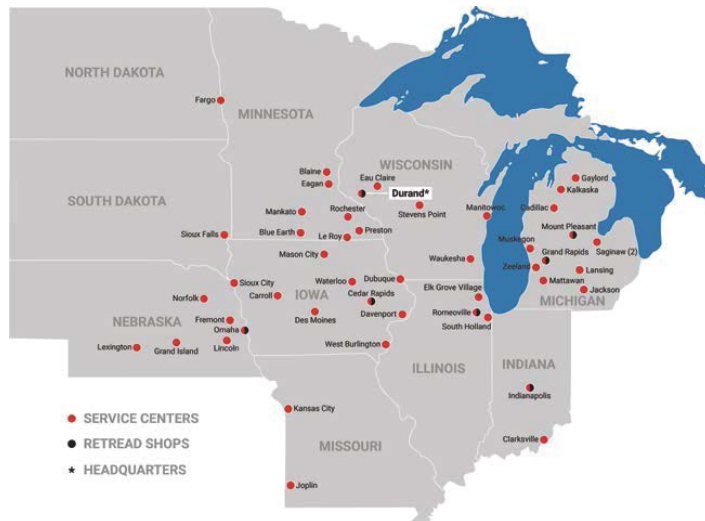 NORTH DAKOTA
Fargo
MINNESOTA
SOUTH DAKOTA
Sioux Falls
Blaine
Eagan
Mankato
Rochester
Blue Earth
Le Roy
Preston
WISCONSIN
Eau Claire
Durand*
Stevens Point
Manitowoc
Waukesha
Gaylord
Kalkaska
Cadillac
Mount Pleasant
Muskegon
Grand Rapids
Saginaw (2)
Zeeland
Lansing
Mattawan
Jackson
MICHIGAN
Mason City
Sioux City
Carroll
IOWA
Waterloo
Dubuque
Cedar Rapids
Des Moines
Davenport
West Burlington
Norfolk
NEBRASKA
Fremont
Omaha
Lexington
Grand Island
Lincoln
Elk Grove Village
Romeoville
South Holland
ILLINOIS
INDIANA
Indianapolis
Clarksville
Kansas City
MISSOURI
Joplin
SERVICE CENTERS
RETREAD SHOPS
* HEADQUARTERS